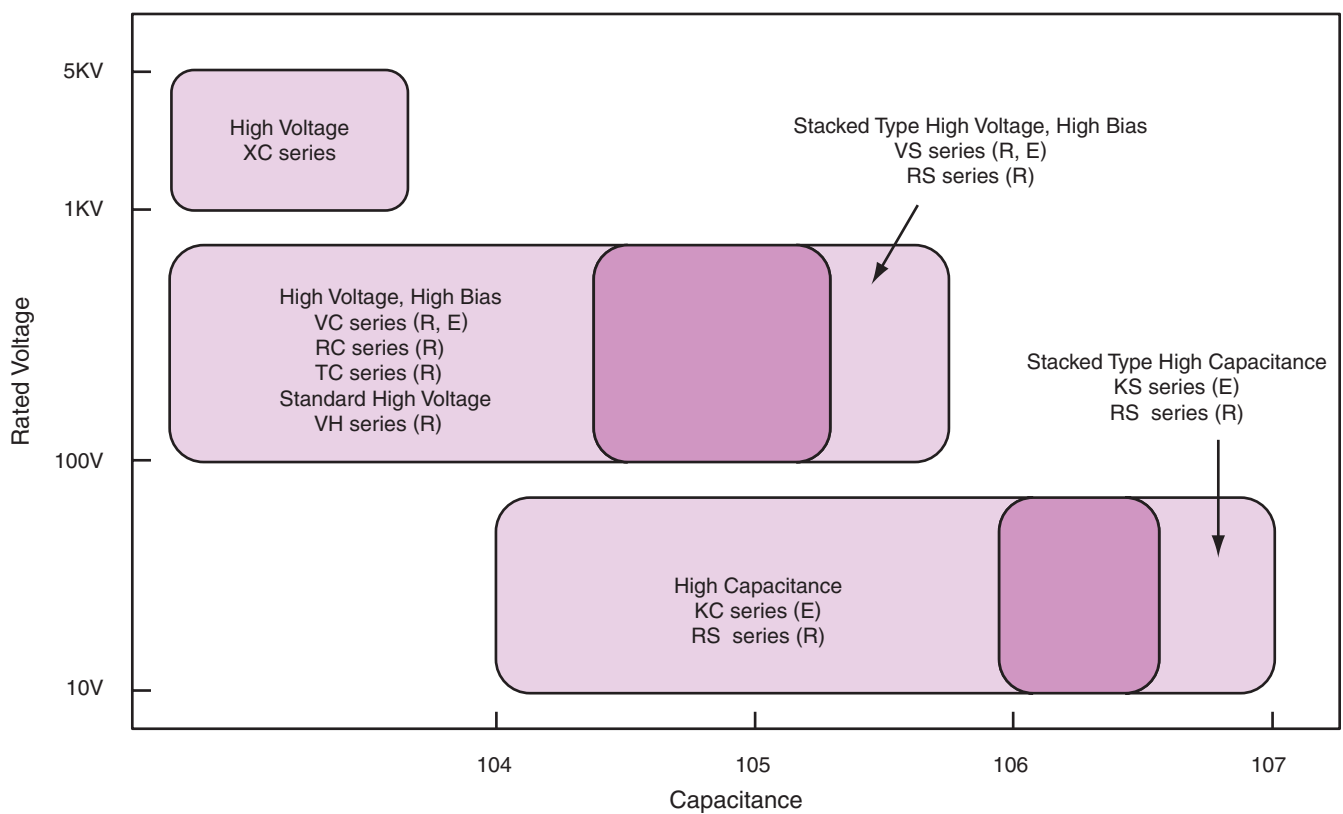 5KV
1KV
100V
10V
Rated Voltage
High Voltage
XC series
Stacked Type High Voltage, High Bias
VS series (R, E)
RS series (R)
High Voltage, High Bias
VC series (R, E)
RC series (R)
TC series (R)
Standard High Voltage
VH series (R)
Stacked Type High Capacitance
KS series (E)
RS series (R)
High Capacitance
KC series (E)
RS series (R)
104
105
106
107
Capacitance